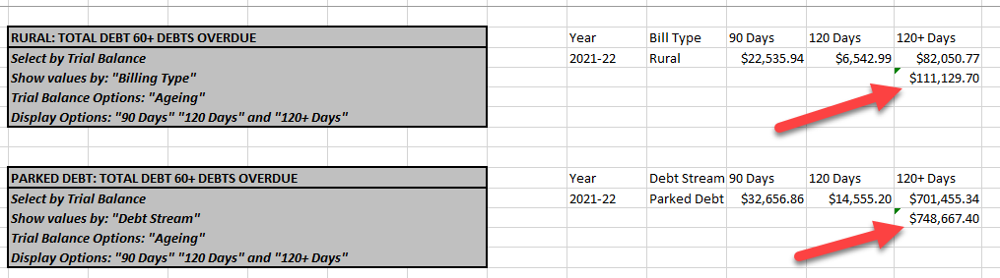 RURAL: TOTAL DEBT 60+ DEBTS OVERDUE Year Bill Type 90 Days 120 Days 120+ Days
Select by Trial Balance 2021-22 Rural $22,535.94 $6,542.99 $82,050.77
Show values by: "Billing Type" $111,129.70
Trial Balance Options: "Ageing"
Display Options: "90 Days" "120 Days" and "120+ Days"
PARKED DEBT: TOTAL DEBT 60+ DEBTS OVERDUE Year Debt Stream 90 Days 120 Days 120+ Days
Select by Trial Balance 2021-22 Parked Debt $32,656.86 $14,555.20 $701,455.34
Show values by: "Debt Stream" $748,667.40
Trial Balance Options: "Ageing"
Display Options: "90 Days" "120 Days" and "120+ Days"